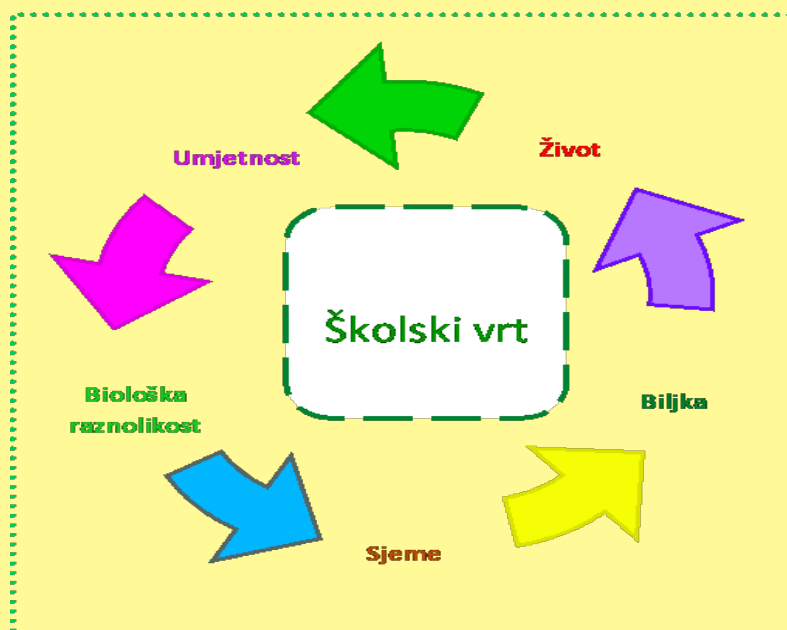 Život
Umjetnost
Školski vrt
Biološka
raznolikost
Biljka
Sjeme